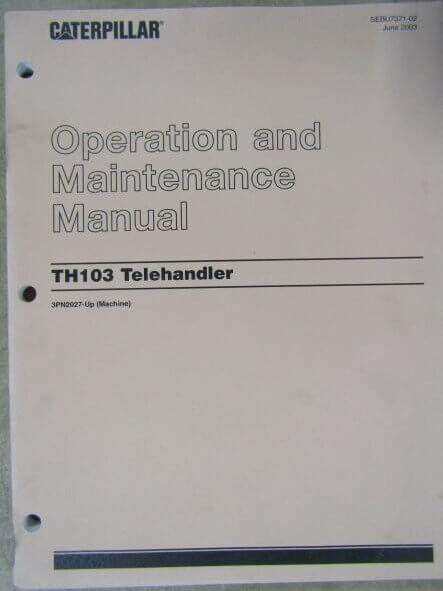 CATERPILLAR®
SEBU7371-02
June 2003
Operation and
Maintenance
Manual
TH103 Telehandler
3PN2027-Up (Machine)